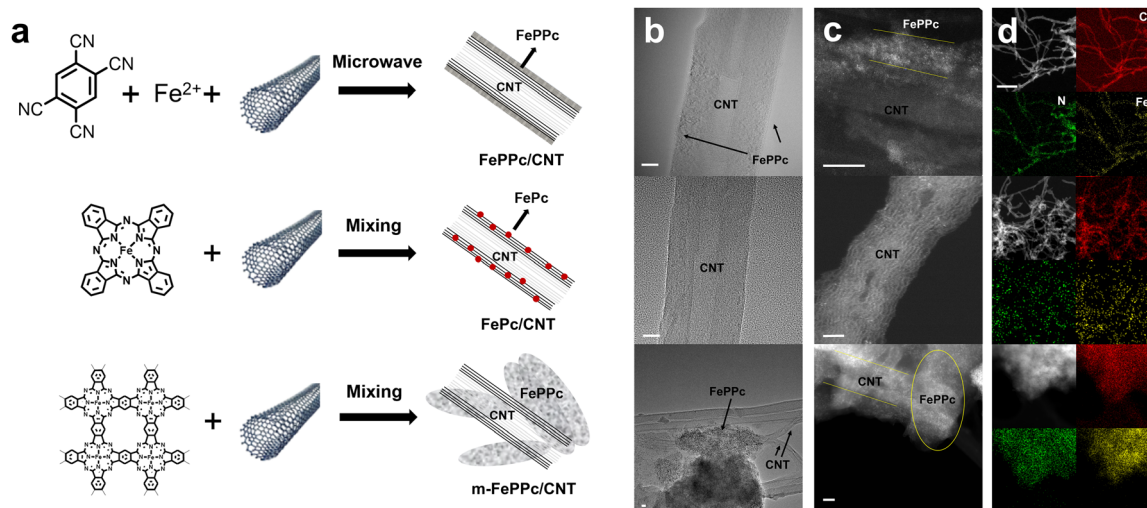 a
CN
CN
NC
CN
+ Fe²⁺ +
Microwave
FePPc
CNT
FePPc/CNT
N
N
N
N
N
Fe
N
N
N
+
Mixing
FePc
CNT
FePc/CNT
+
Mixing
FePPc
CNT
m-FePPc/CNT
b
CNT
FePPc
CNT
FePPc
CNT
c
FePPc
CNT
CNT
CNT
FePPc
d
C
N
Fe